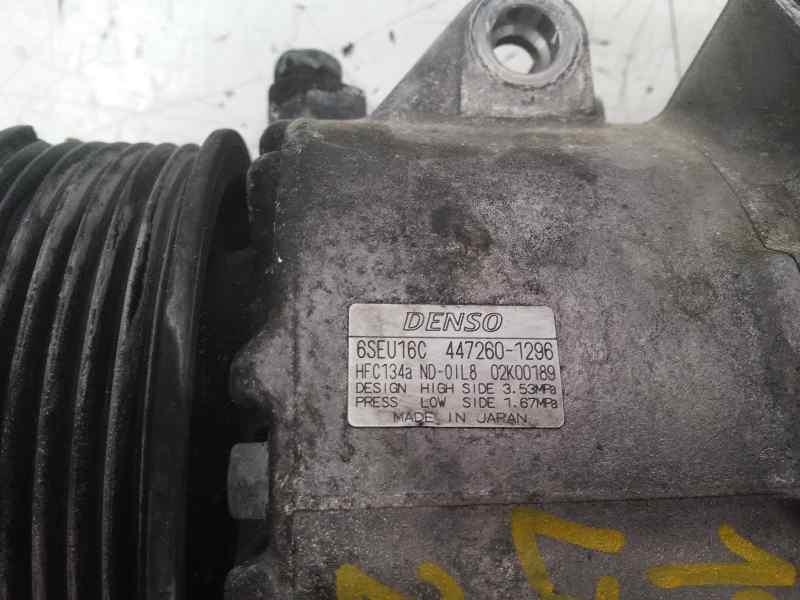 DENSO
6SEU16C 447260-1296
HFC134a ND-OIL8 02K00189
DESIGN HIGH SIDE 3.53MPa
PRESS LOW SIDE 1.67MPa
MADE IN JAPAN